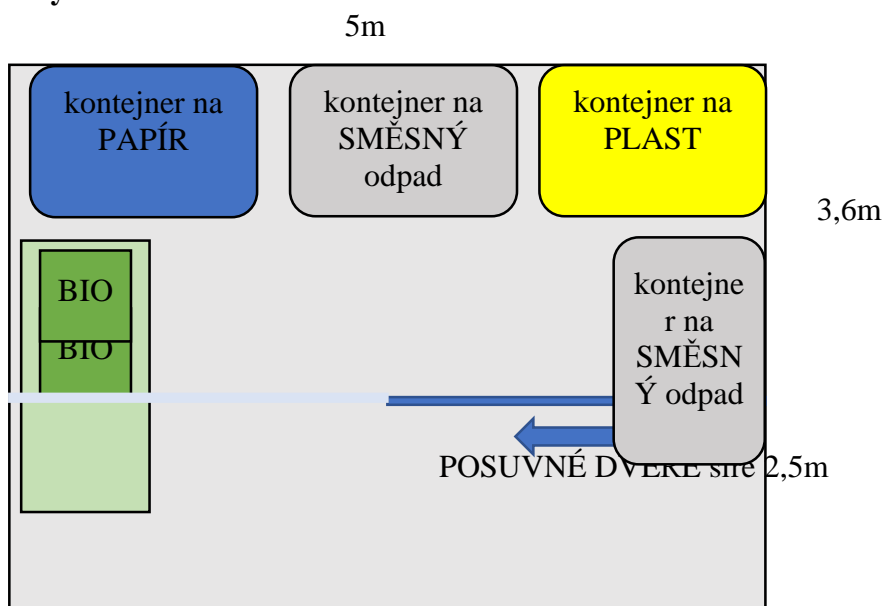 5m
kontejner na
PAPÍR
kontejner na
SMĚSNÝ
odpad
kontejner na
PLAST
3,6m
BIO
BIO
kontejne
r na
SMĚSN
Ý odpad
POSUVNÉ DVEŘE šíře 2,5m